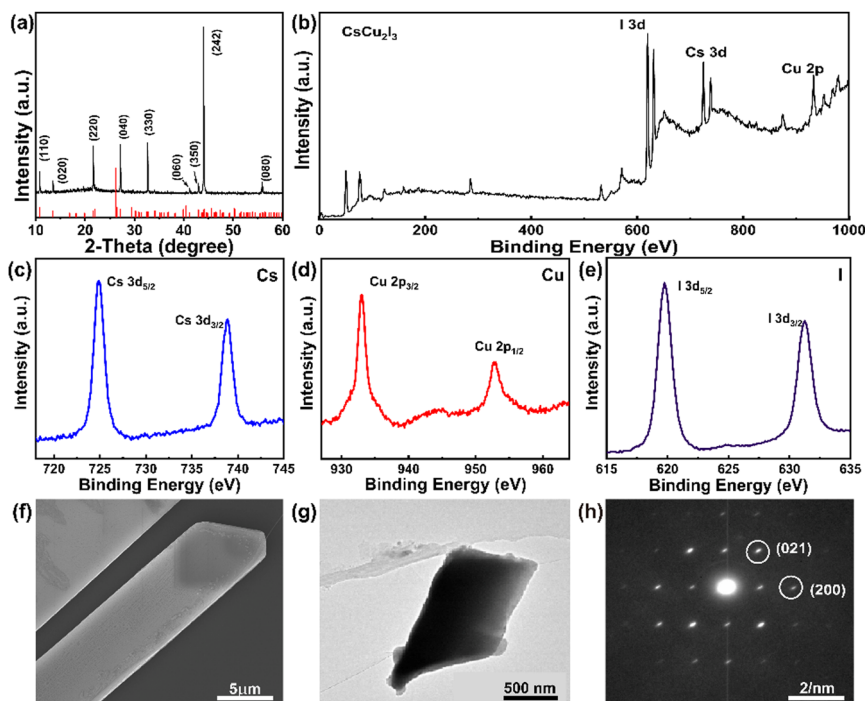 (a)
Intensity (a.u.)
(110)
(020)
(220)
(040)
(330)
(060)
(350)
(242)
(080)
10 20 30 40 50 60
2-Theta (degree)
(b)
CsCu₂I₃
Intensity (a.u.)
I 3d
Cs 3d
Cu 2p
0 200 400 600 800 1000
Binding Energy (eV)
(c)
Cs
Intensity (a.u.)
Cs 3d₅/₂
Cs 3d₃/₂
720 725 730 735 740 745
Binding Energy (eV)
(d)
Cu
Intensity (a.u.)
Cu 2p₃/₂
Cu 2p₁/₂
930 940 950 960
Binding Energy (eV)
(e)
I
Intensity (a.u.)
I 3d₅/₂
I 3d₃/₂
615 620 625 630 635
Binding Energy (eV)
(f)
5μm
(g)
500 nm
(h)
(021)
(200)
2/nm